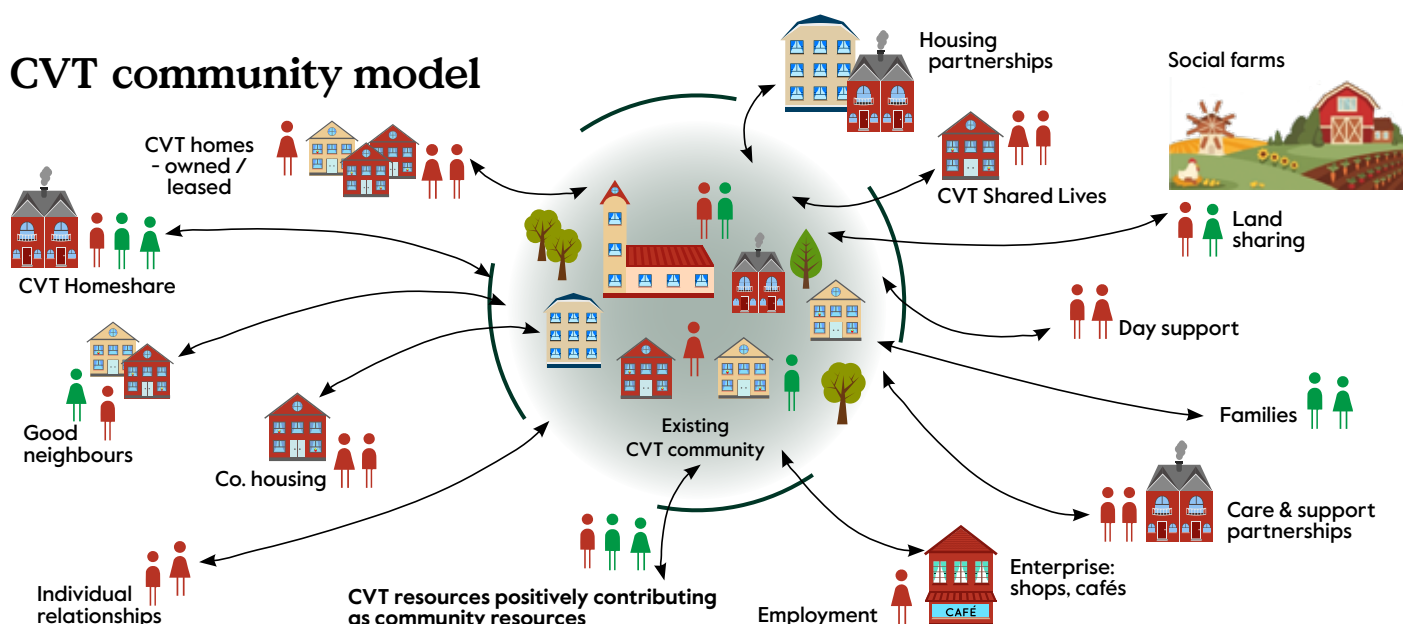 CVT community model
Housing
partnerships
Social farms
CVT homes
- owned /
leased
CVT Shared Lives
Land
sharing
CVT Homeshare
Day support
Good
neighbours
Families
Existing
CVT community
Co. housing
Care & support
partnerships
Individual
relationships
CVT resources positively contributing
as community resources
Employment
CAFÉ
Enterprise:
shops, cafés